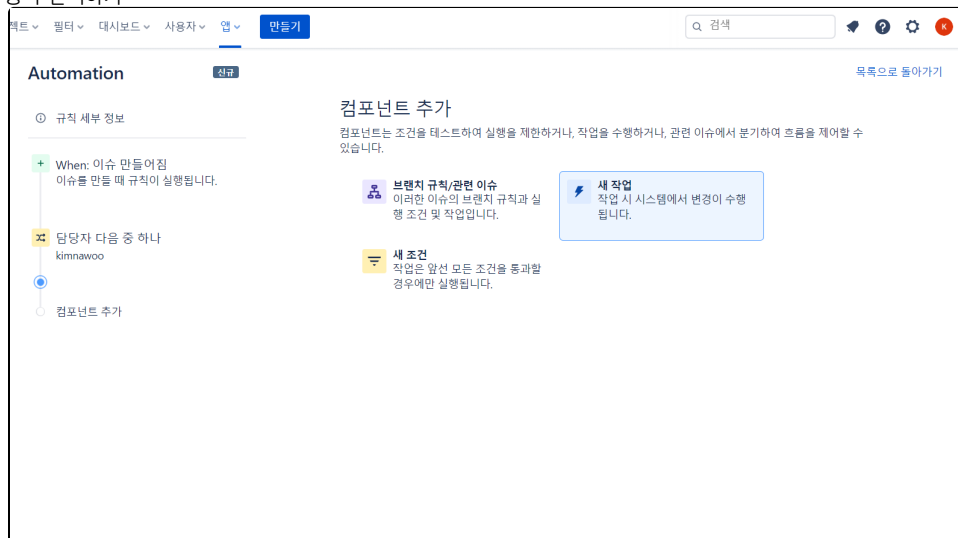 젝트 필터 대시보드 사용자 앱 만들기 검색 K
Automation 신규 목록으로 돌아가기
규칙 세부 정보
When: 이슈 만들어짐
이슈를 만들 때 규칙이 실행됩니다.
담당자 다음 중 하나
kimnawoo
컴포넌트 추가
컴포넌트 추가
컴포넌트는 조건을 테스트하여 실행을 제한하거나, 작업을 수행하거나, 관련 이슈에서 분기하여 흐름을 제어할 수
있습니다.
브랜치 규칙/관련 이슈
이러한 이슈의 브랜치 규칙과 실
행 조건 및 작업입니다.
새 작업
작업 시 시스템에서 변경이 수행
됩니다.
새 조건
작업은 앞선 모든 조건을 통과할
경우에만 실행됩니다.